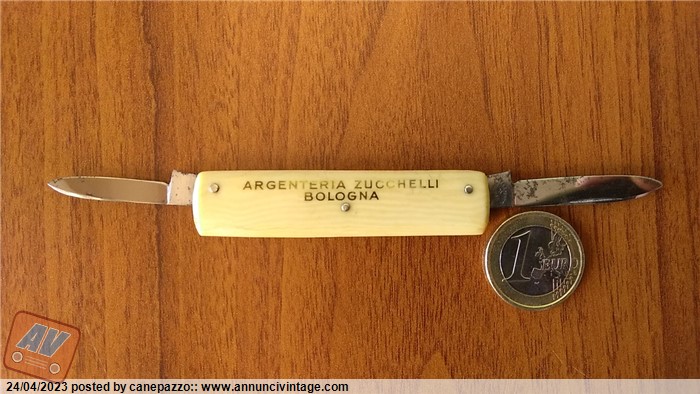 ARGENTERIA ZUCCHELLI
BOLOGNA
1 EURO
AV
24/04/2023 posted by canepazzo:: www.annuncivintage.com